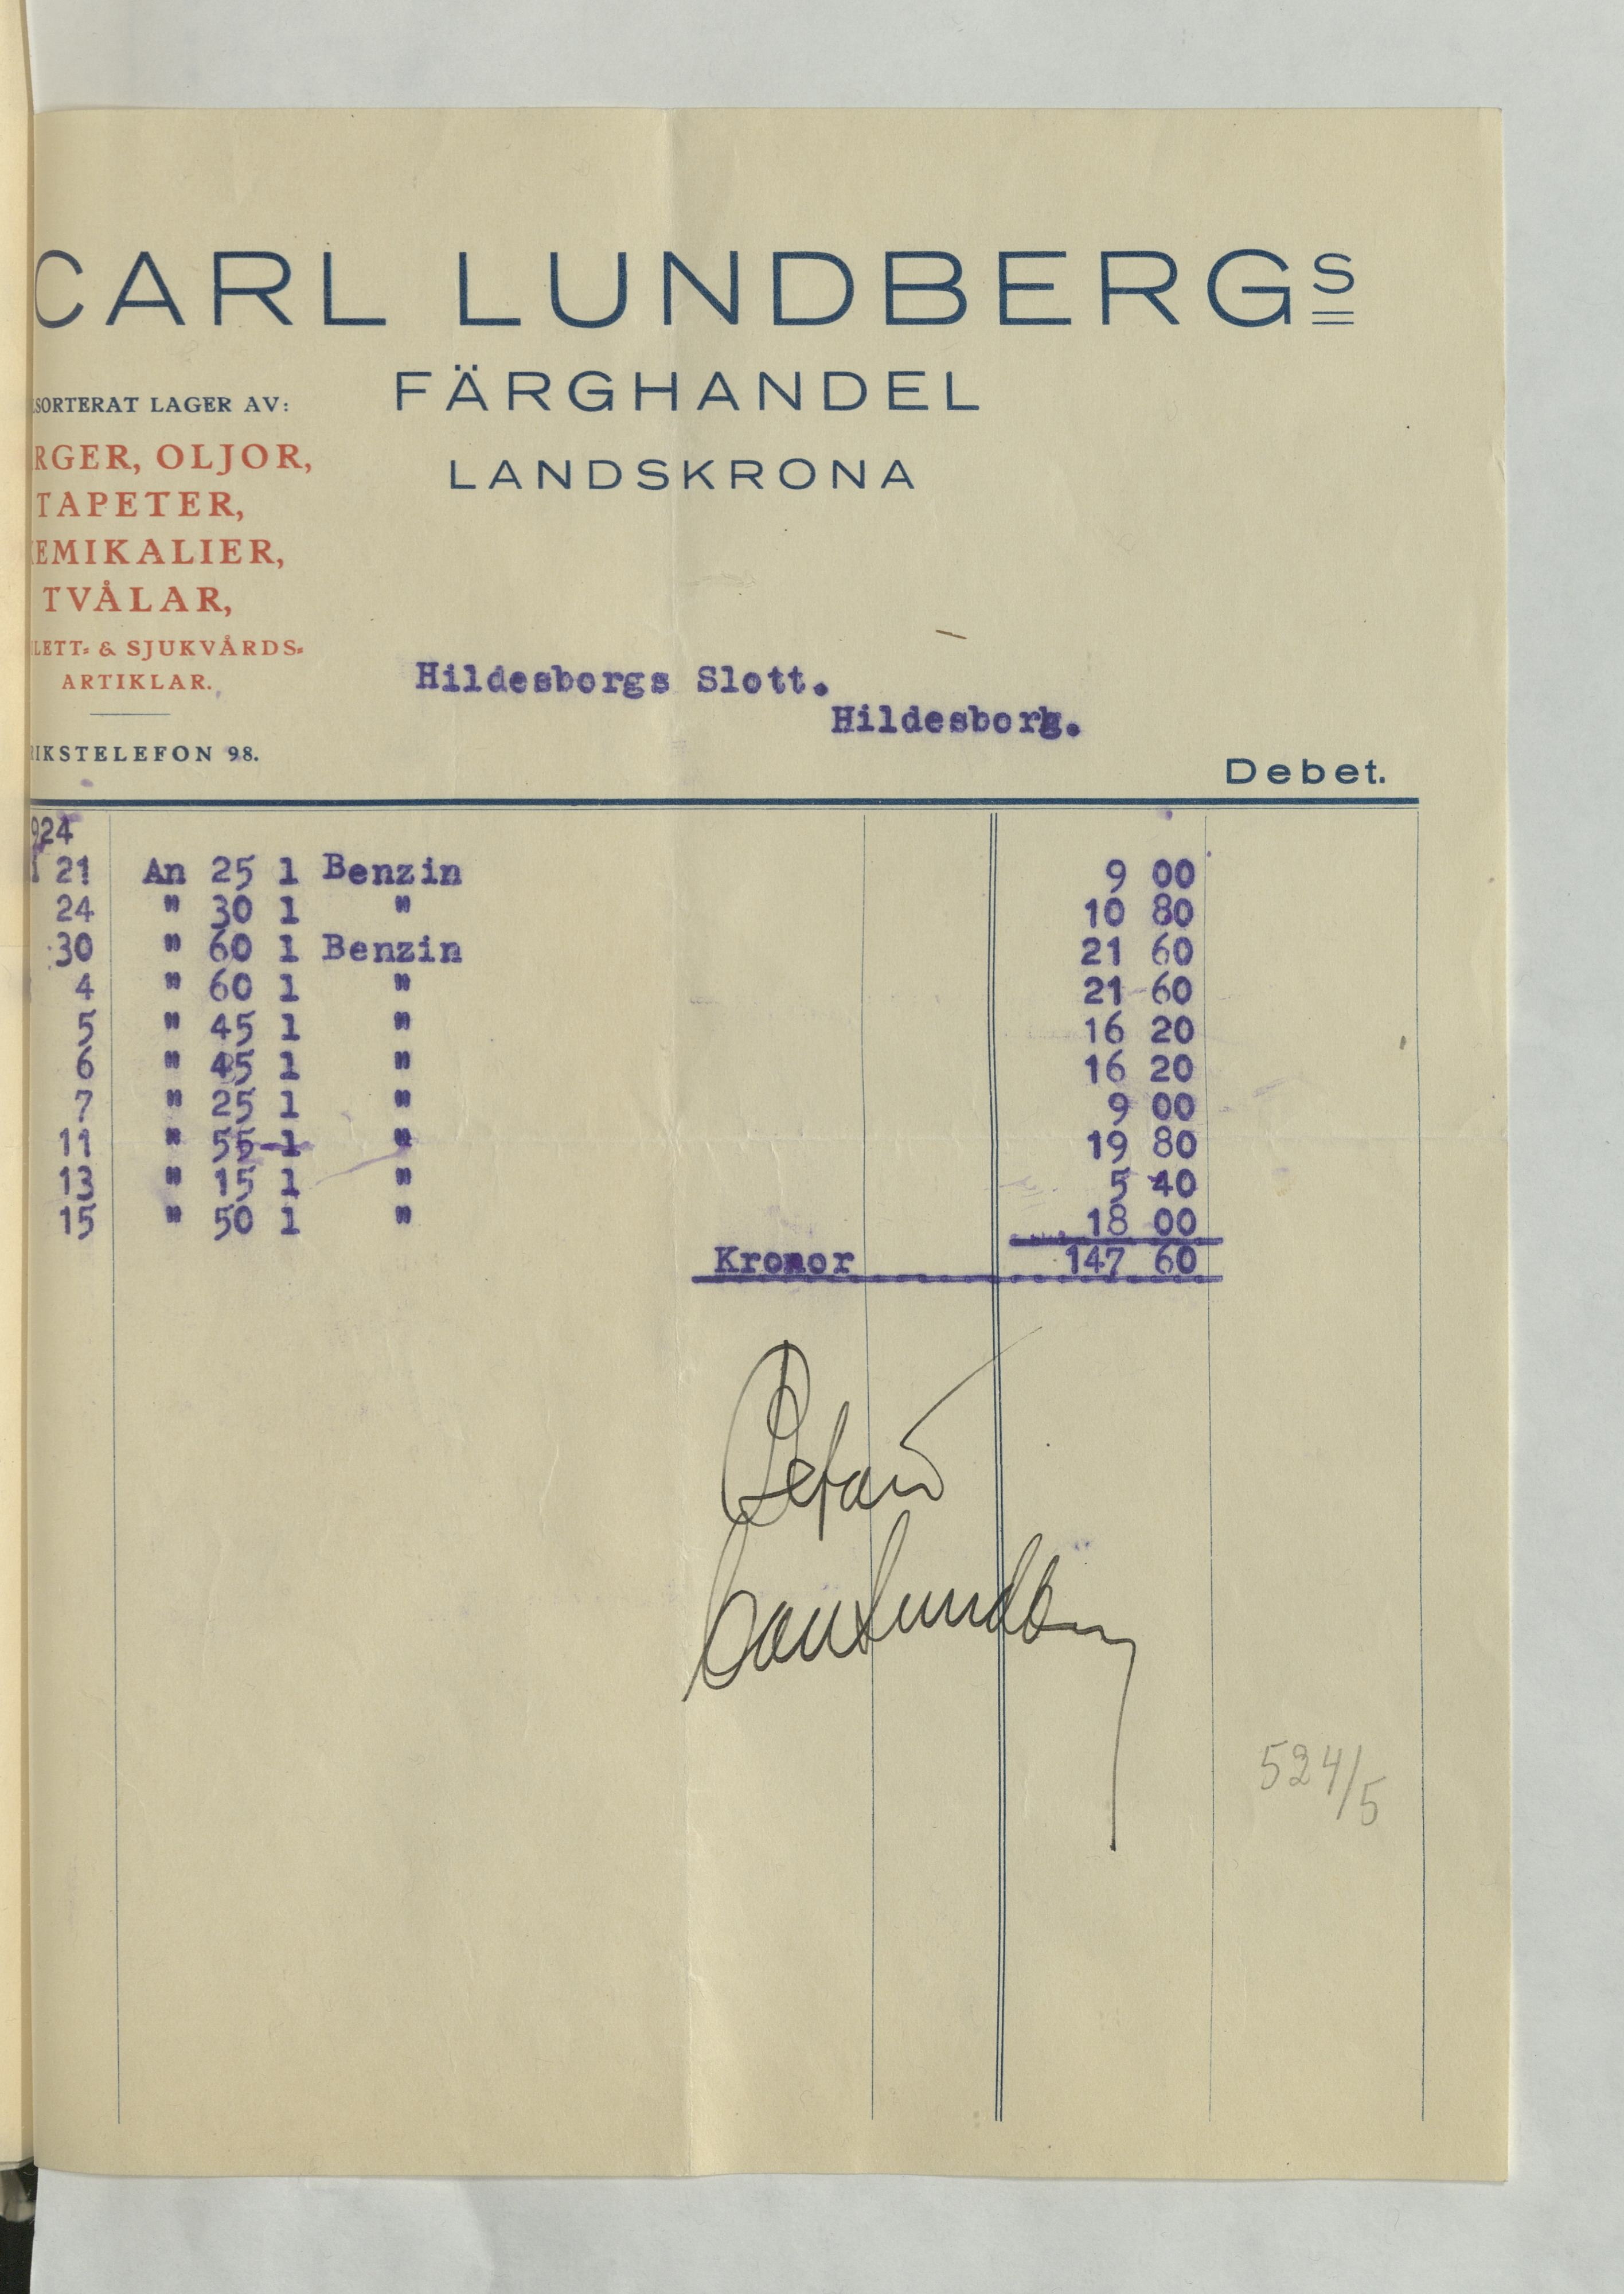 CARL LUNDBERGS
FÄRGHANDEL
LANDSKRONA
SORTERAT LAGER AV:
RGER, OLJOR,
TAPETER,
EMIKALIER,
TVÅLAR,
LETT- & SJUKVÅRDS-
ARTIKLAR.
RIKSTELEFON 98.
Hildesborgs Slott.
Hildesborg.
Debet.
924
21 An 25 l Benzin 9 00
24 " 30 l " 10 80
30 " 60 l Benzin 21 60
4 " 60 l " 21 60
5 " 45 l " 16 20
6 " 45 l " 16 20
7 " 25 l " 9 00
11 " 55 l " 19 80
13 " 15 l " 5 40
15 " 50 l " 18 00
Kronor 147 60
Betalt
Carl Lundberg
524/5